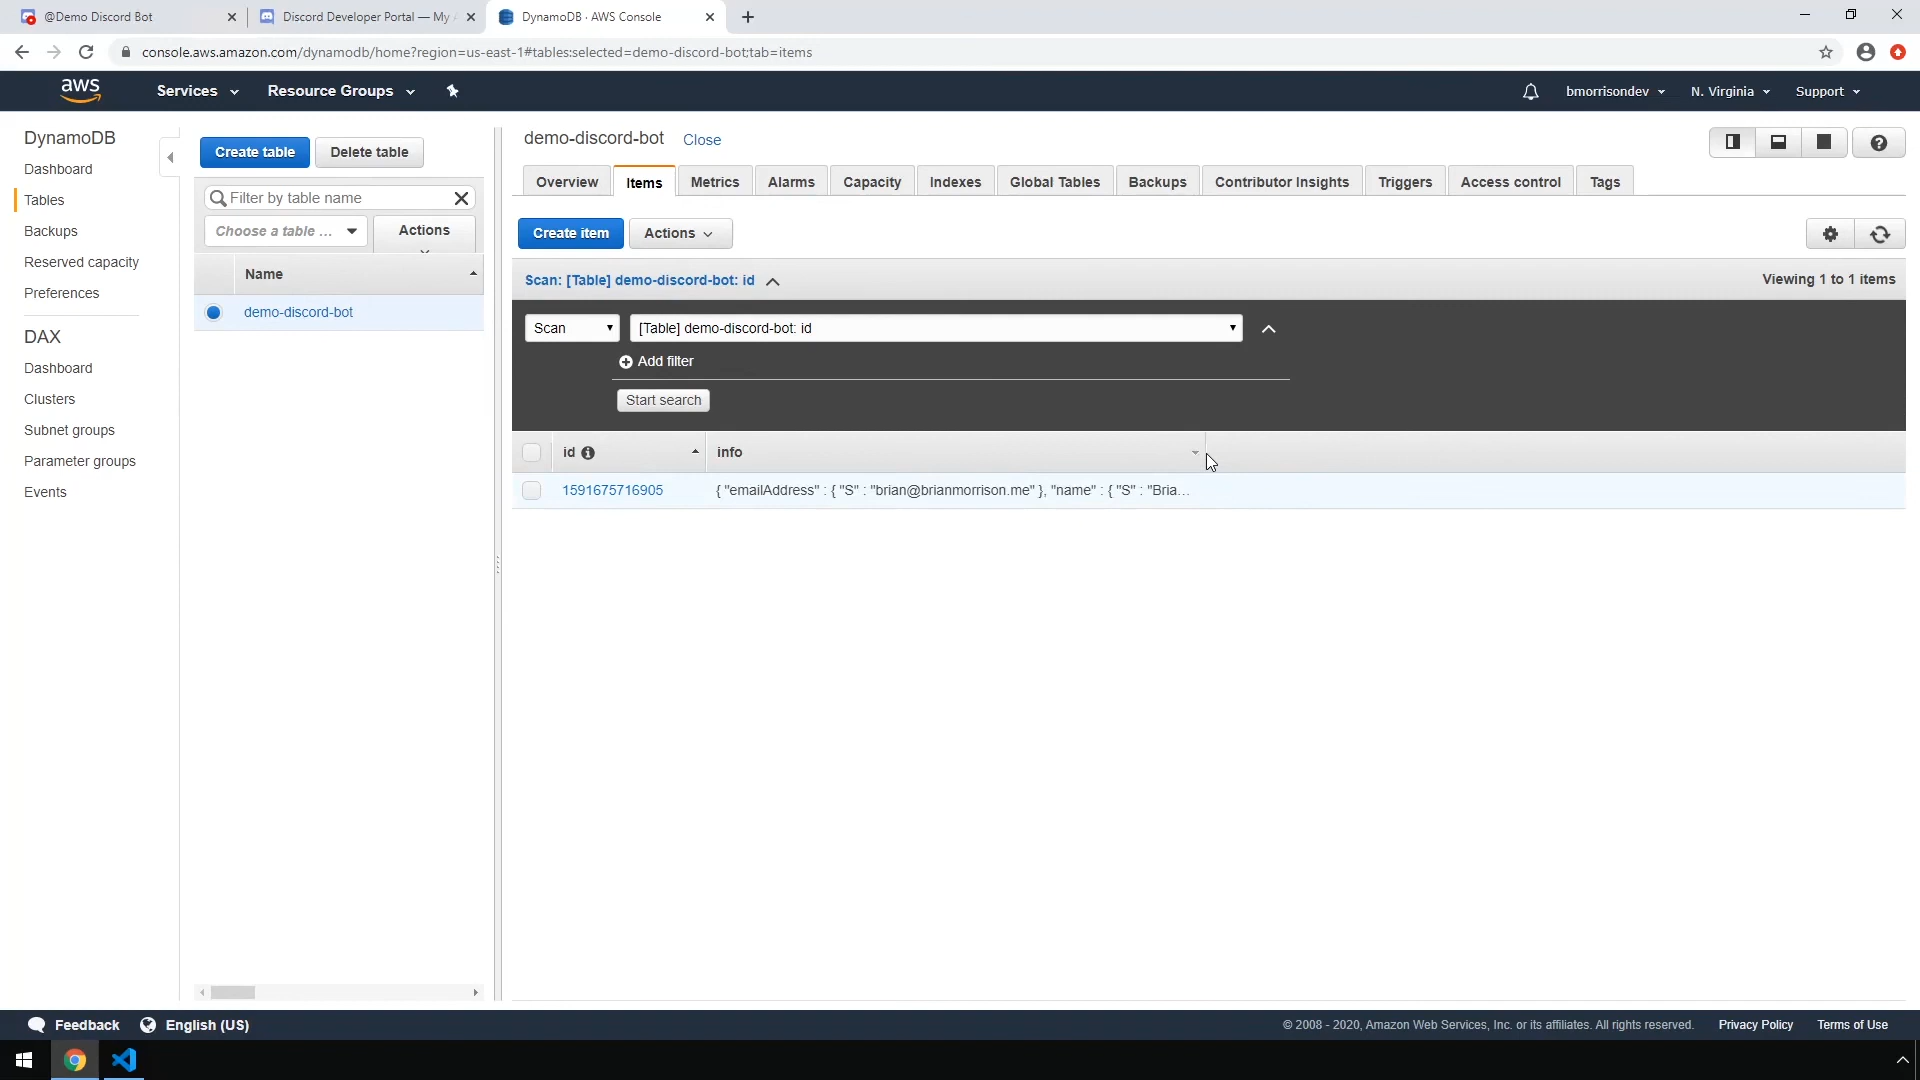 @Demo Discord Bot
Discord Developer Portal — My
DynamoDB · AWS Console
console.aws.amazon.com/dynamodb/home?region=us-east-1#tables:selected=demo-discord-bot;tab=items
aws
Services
Resource Groups
bmorrisondev
N. Virginia
Support
DynamoDB
Dashboard
Tables
Backups
Reserved capacity
Preferences
DAX
Dashboard
Clusters
Subnet groups
Parameter groups
Events
Create table
Delete table
Filter by table name
Choose a table ...
Actions
Name
demo-discord-bot
demo-discord-bot
Close
Overview
Items
Metrics
Alarms
Capacity
Indexes
Global Tables
Backups
Contributor Insights
Triggers
Access control
Tags
Create item
Actions
Scan: [Table] demo-discord-bot: id
Viewing 1 to 1 items
Scan
[Table] demo-discord-bot: id
Add filter
Start search
id
info
1591675716905
{ "emailAddress" : { "S" : "brian@brianmorrison.me" }, "name" : { "S" : "Bria...
Feedback
English (US)
© 2008 - 2020, Amazon Web Services, Inc. or its affiliates. All rights reserved.
Privacy Policy
Terms of Use